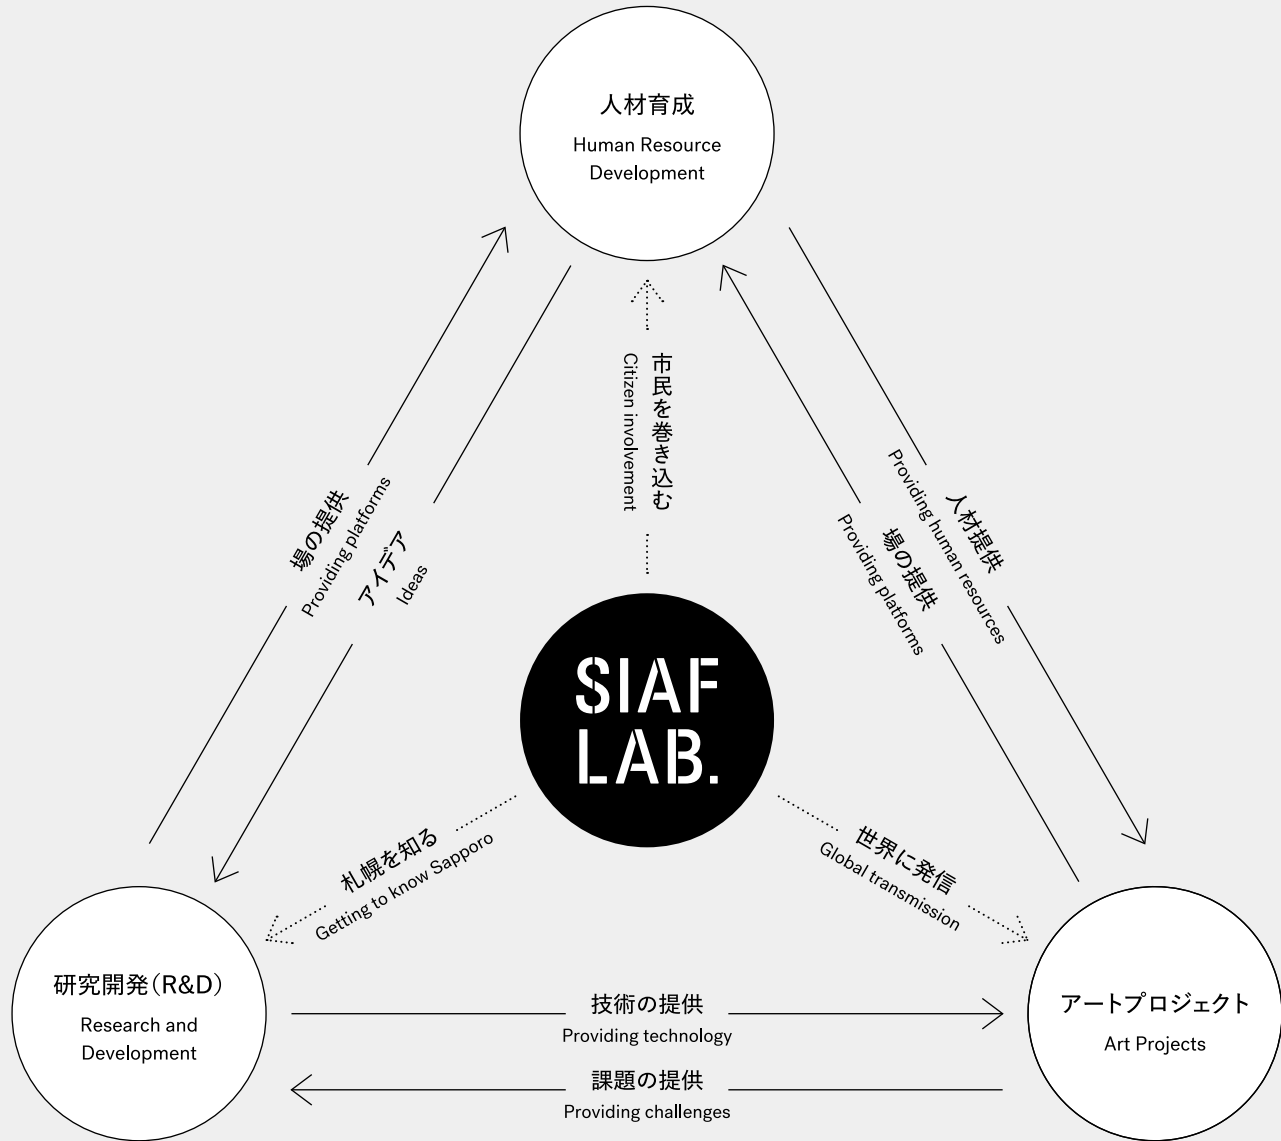 人材育成
Human Resource
Development
市民を巻き込む
Citizen involvement
場の提供
Providing platforms
アイデア
Ideas
人材提供
Providing human resources
場の提供
Providing platforms
SIAF
LAB.
札幌を知る
Getting to know Sapporo
世界に発信
Global transmission
研究開発(R&D)
Research and
Development
技術の提供
Providing technology
課題の提供
Providing challenges
アートプロジェクト
Art Projects